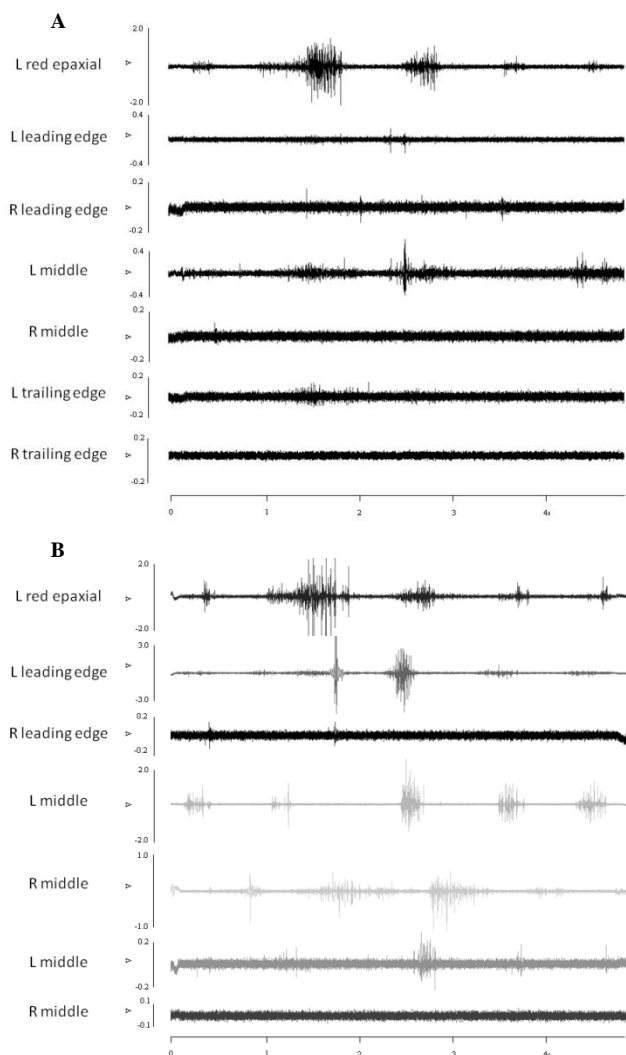 A
2.0
L red epaxial
-2.0
0.4
L leading edge
-0.4
0.2
R leading edge
-0.2
0.4
L middle
-0.4
0.2
R middle
-0.2
0.2
L trailing edge
-0.2
0.2
R trailing edge
-0.2
0 1 2 3 4s
B
2.0
L red epaxial
-2.0
3.0
L leading edge
-3.0
0.2
R leading edge
-0.2
2.0
L middle
-2.0
1.0
R middle
-1.0
0.2
L middle
-0.2
0.1
R middle
-0.1
0 1 2 3 4s